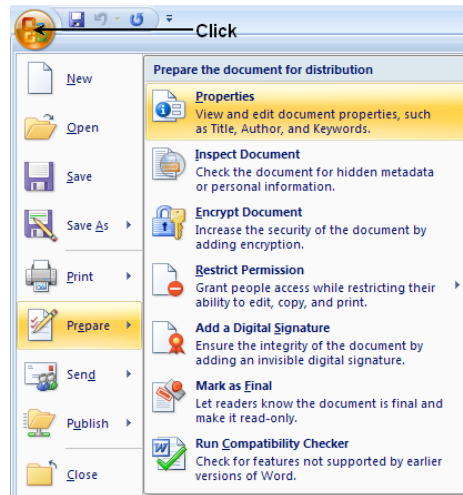 Click
New
Open
Save
Save As
Print
Prepare
Send
Publish
Close
Prepare the document for distribution
Properties
View and edit document properties, such
as Title, Author, and Keywords.
Inspect Document
Check the document for hidden metadata
or personal information.
Encrypt Document
Increase the security of the document by
adding encryption.
Restrict Permission
Grant people access while restricting their
ability to edit, copy, and print.
Add a Digital Signature
Ensure the integrity of the document by
adding an invisible digital signature.
Mark as Final
Let readers know the document is final and
make it read-only.
Run Compatibility Checker
Check for features not supported by earlier
versions of Word.